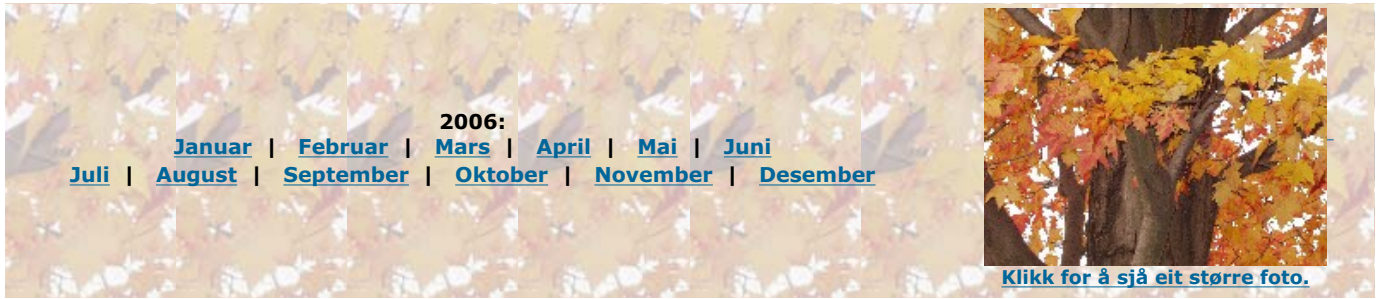 2006:
Januar | Februar | Mars | April | Mai | Juni
Juli | August | September | Oktober | November | Desember
Klikk for å sjå eit større foto.